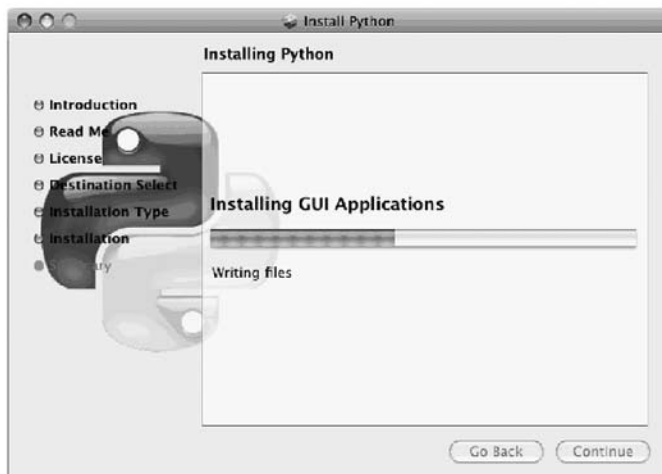 Install Python
Installing Python
Introduction
Read Me
License
Destination Select
Installation Type
Installation
Summary
Installing GUI Applications
Writing files
Go Back
Continue